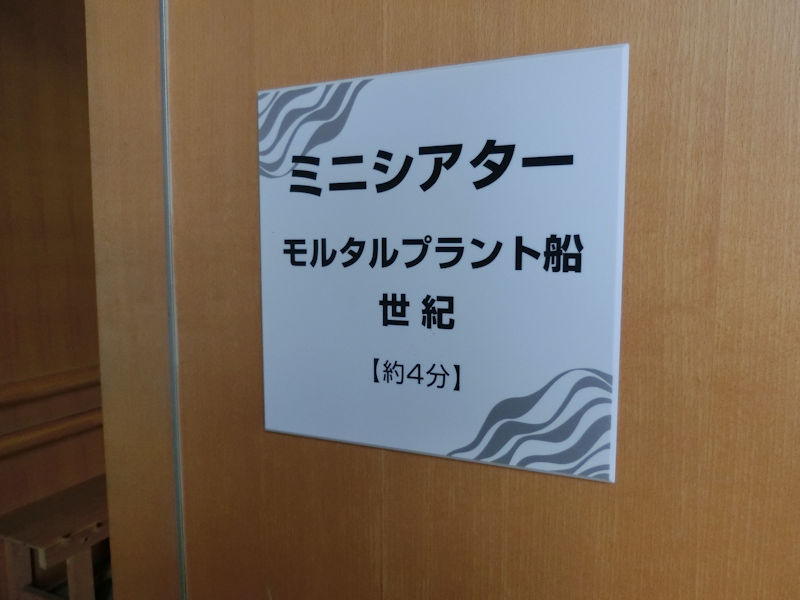 ミニシアター
モルタルプラント船
世紀
【約4分】